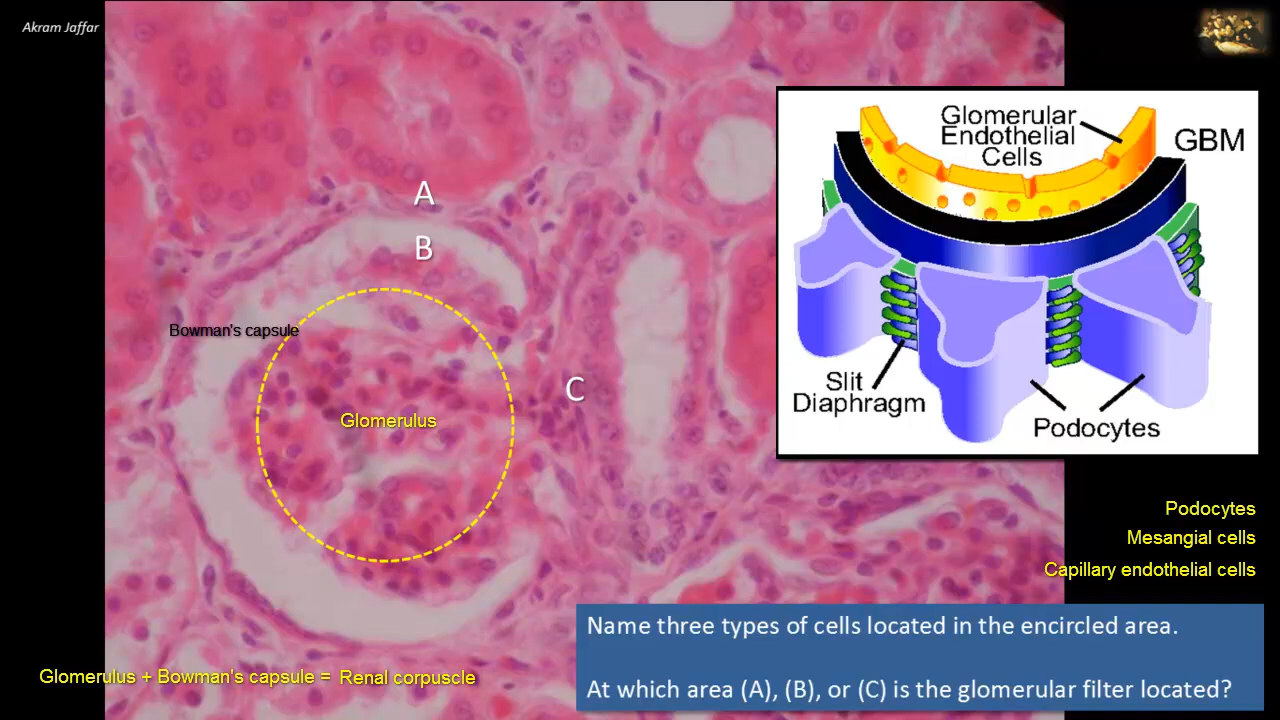 Akram Jaffar
A
B
Bowman's capsule
Glomerulus
C
Glomerular
Endothelial
Cells
GBM
Slit
Diaphragm
Podocytes
Podocytes
Mesangial cells
Capillary endothelial cells
Name three types of cells located in the encircled area.
At which area (A), (B), or (C) is the glomerular filter located?
Glomerulus + Bowman's capsule = Renal corpuscle